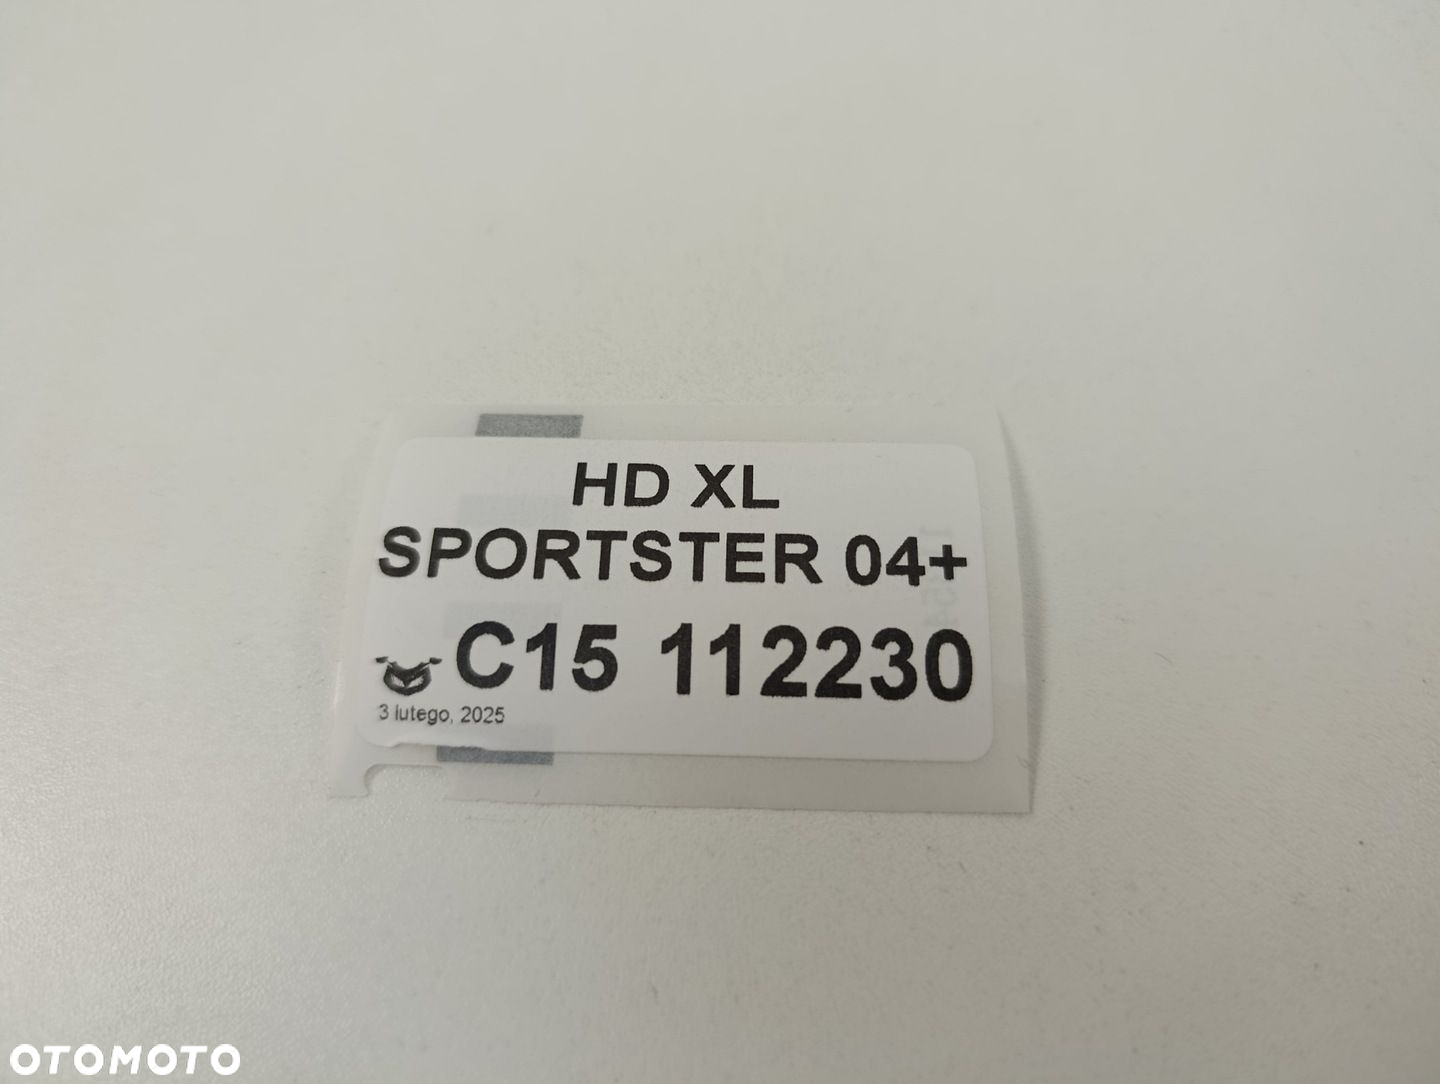 HD XL
SPORTSTER 04+
C15 112230
3 lutego, 2025
OTOMOTO